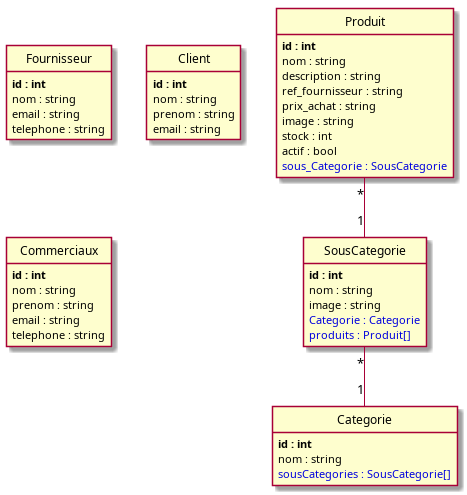 Fournisseur
id : int
nom : string
email : string
telephone : string
Client
id : int
nom : string
prenom : string
email : string
Produit
id : int
nom : string
description : string
ref_fournisseur : string
prix_achat : string
image : string
stock : int
actif : bool
sous_Categorie : SousCategorie
*
1
Commerciaux
id : int
nom : string
prenom : string
email : string
telephone : string
SousCategorie
id : int
nom : string
image : string
Categorie : Categorie
produits : Produit[]
*
1
Categorie
id : int
nom : string
sousCategories : SousCategorie[]